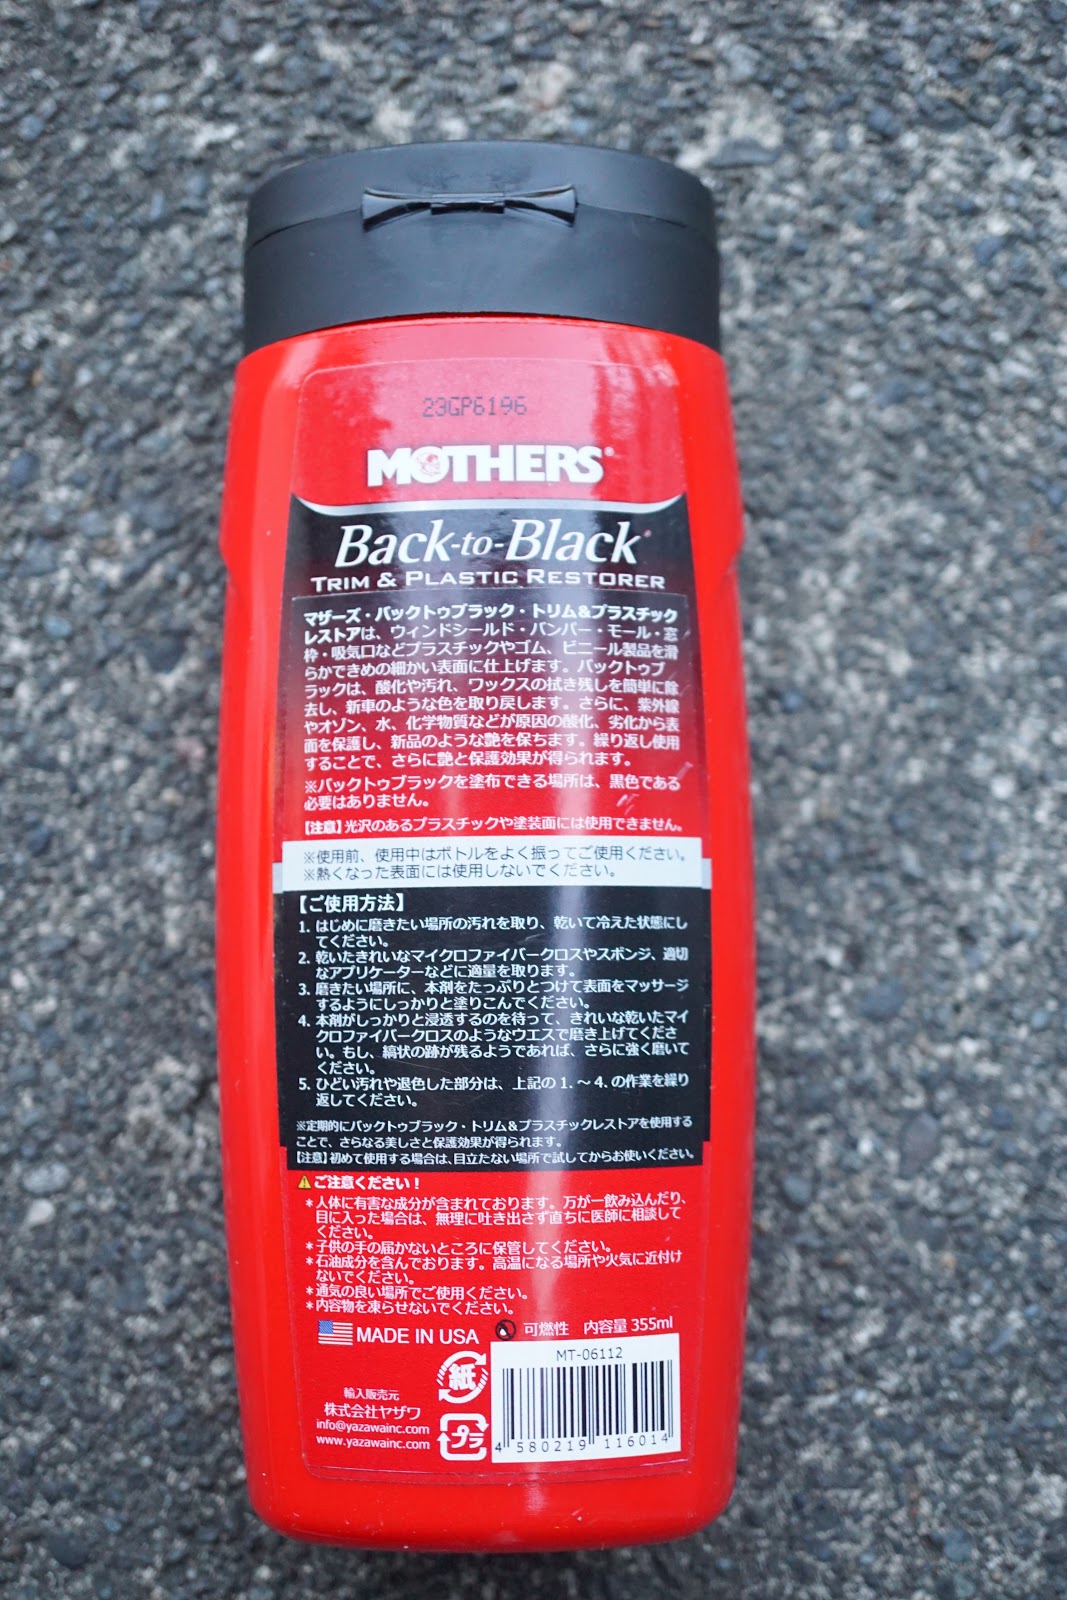 23GP6196
MOTHERS®
Back-to-Black®
TRIM & PLASTIC RESTORER
マザーズ・バックトゥブラック・トリム&プラスチック
レストアは、ウィンドシールド・バンパー・モール・窓
枠・吸気口などプラスチックやゴム、ビニール製品を滑
らかできめの細かい表面に仕上げます。バックトゥブ
ラックは、酸化や汚れ、ワックスの拭き残しを簡単に除
去し、新車のような色を取り戻します。さらに、紫外線
やオゾン、水、化学物質などが原因の酸化、劣化から表
面を保護し、新品のような艶を保ちます。繰り返し使用
することで、さらに艶と保護効果が得られます。
※バックトゥブラックを塗布できる場所は、黒色である
必要はありません。
【注意】光沢のあるプラスチックや塗装面には使用できません。
※使用前、使用中はボトルをよく振ってご使用ください。
※熱くなった表面には使用しないでください。
【ご使用方法】
1. はじめに磨きたい場所の汚れを取り、乾いて冷えた状態にし
てください。
2. 乾いたきれいなマイクロファイバークロスやスポンジ、適切
なアプリケーターなどに適量を取ります。
3. 磨きたい場所に、本剤をたっぷりとつけて表面をマッサージ
するようにしっかりと塗りこんでください。
4. 本剤がしっかりと浸透するのを待って、きれいな乾いたマイ
クロファイバークロスのようなウエスで磨き上げてくださ
い。もし、縞状の跡が残るようであれば、さらに強く磨いて
ください。
5. ひどい汚れや退色した部分は、上記の 1. ~ 4. の作業を繰り
返してください。
※定期的にバックトゥブラック・トリム&プラスチックレストアを使用する
ことで、さらなる美しさと保護効果が得られます。
【注意】初めて使用する場合は、目立たない場所で試してからお使いください。
⚠ご注意ください!
*人体に有害な成分が含まれております。万が一飲み込んだり、
目に入った場合は、無理に吐き出さず直ちに医師に相談して
ください。
*子供の手の届かないところに保管してください。
*石油成分を含んでおります。高温になる場所や火気に近付け
ないでください。
*通気の良い場所でご使用ください。
*内容物を凍らせないでください。
MADE IN USA 可燃性 内容量 355ml
MT-06112
紙
輸入販売元
株式会社ヤザワ
info@yazawainc.com
www.yazawainc.com
プラ
4 580219 116014